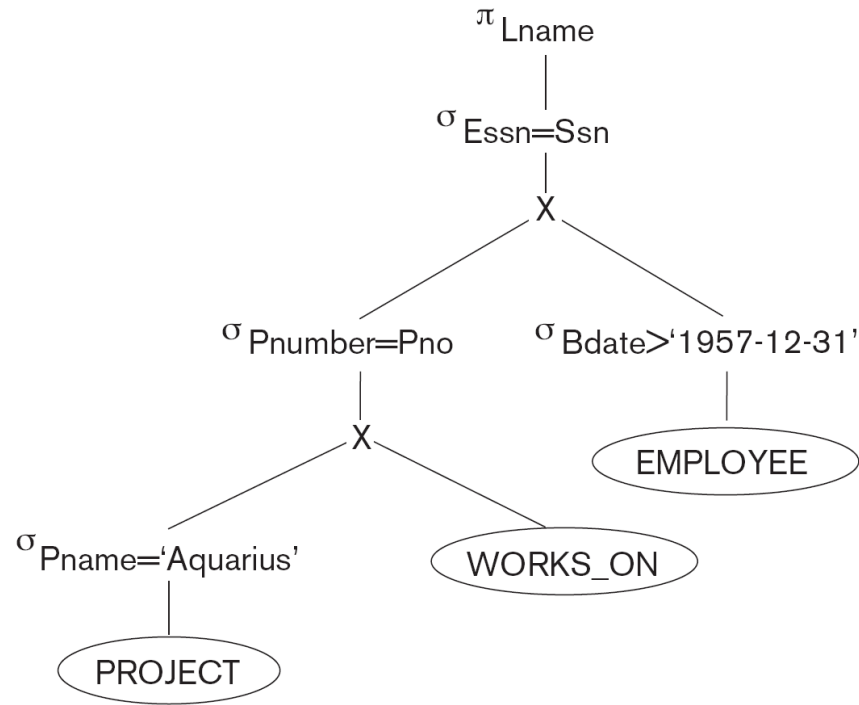 π Lname
σ Essn=Ssn
X
σ Pnumber=Pno
σ Bdate>‘1957-12-31’
X
EMPLOYEE
σ Pname=‘Aquarius’
WORKS_ON
PROJECT